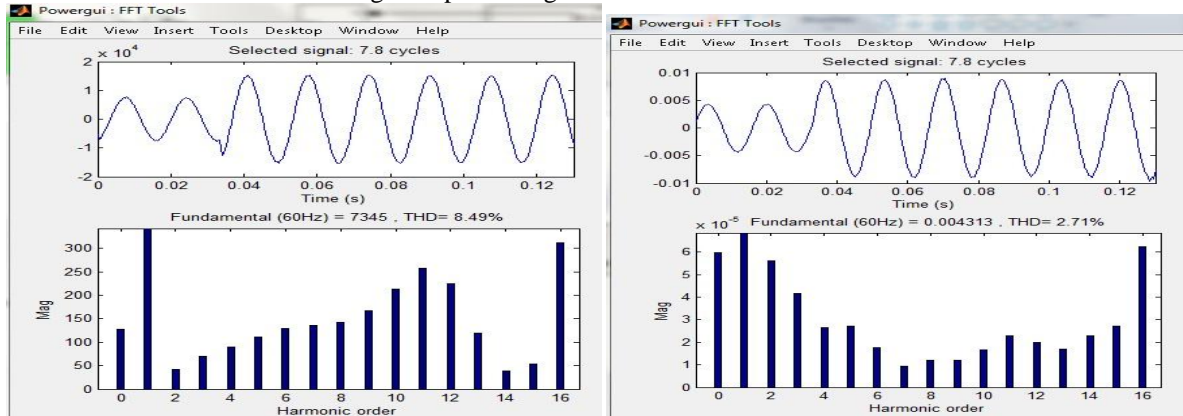 Powergui : FFT Tools
File Edit View Insert Tools Desktop Window Help
× 10^4
Selected signal: 7.8 cycles
2
1
0
-1
-2
0 0.02 0.04 0.06 0.08 0.1 0.12
Time (s)
Fundamental (60Hz) = 7345 , THD= 8.49%
300
250
200
150
100
50
0
Mag
0 2 4 6 8 10 12 14 16
Harmonic order
Powergui : FFT Tools
File Edit View Insert Tools Desktop Window Help
Selected signal: 7.8 cycles
0.01
0.005
0
-0.005
-0.01
0 0.02 0.04 0.06 0.08 0.1 0.12
Time (s)
× 10^-5 Fundamental (60Hz) = 0.004313 , THD= 2.71%
6
5
4
3
2
1
0
Mag
0 2 4 6 8 10 12 14 16
Harmonic order